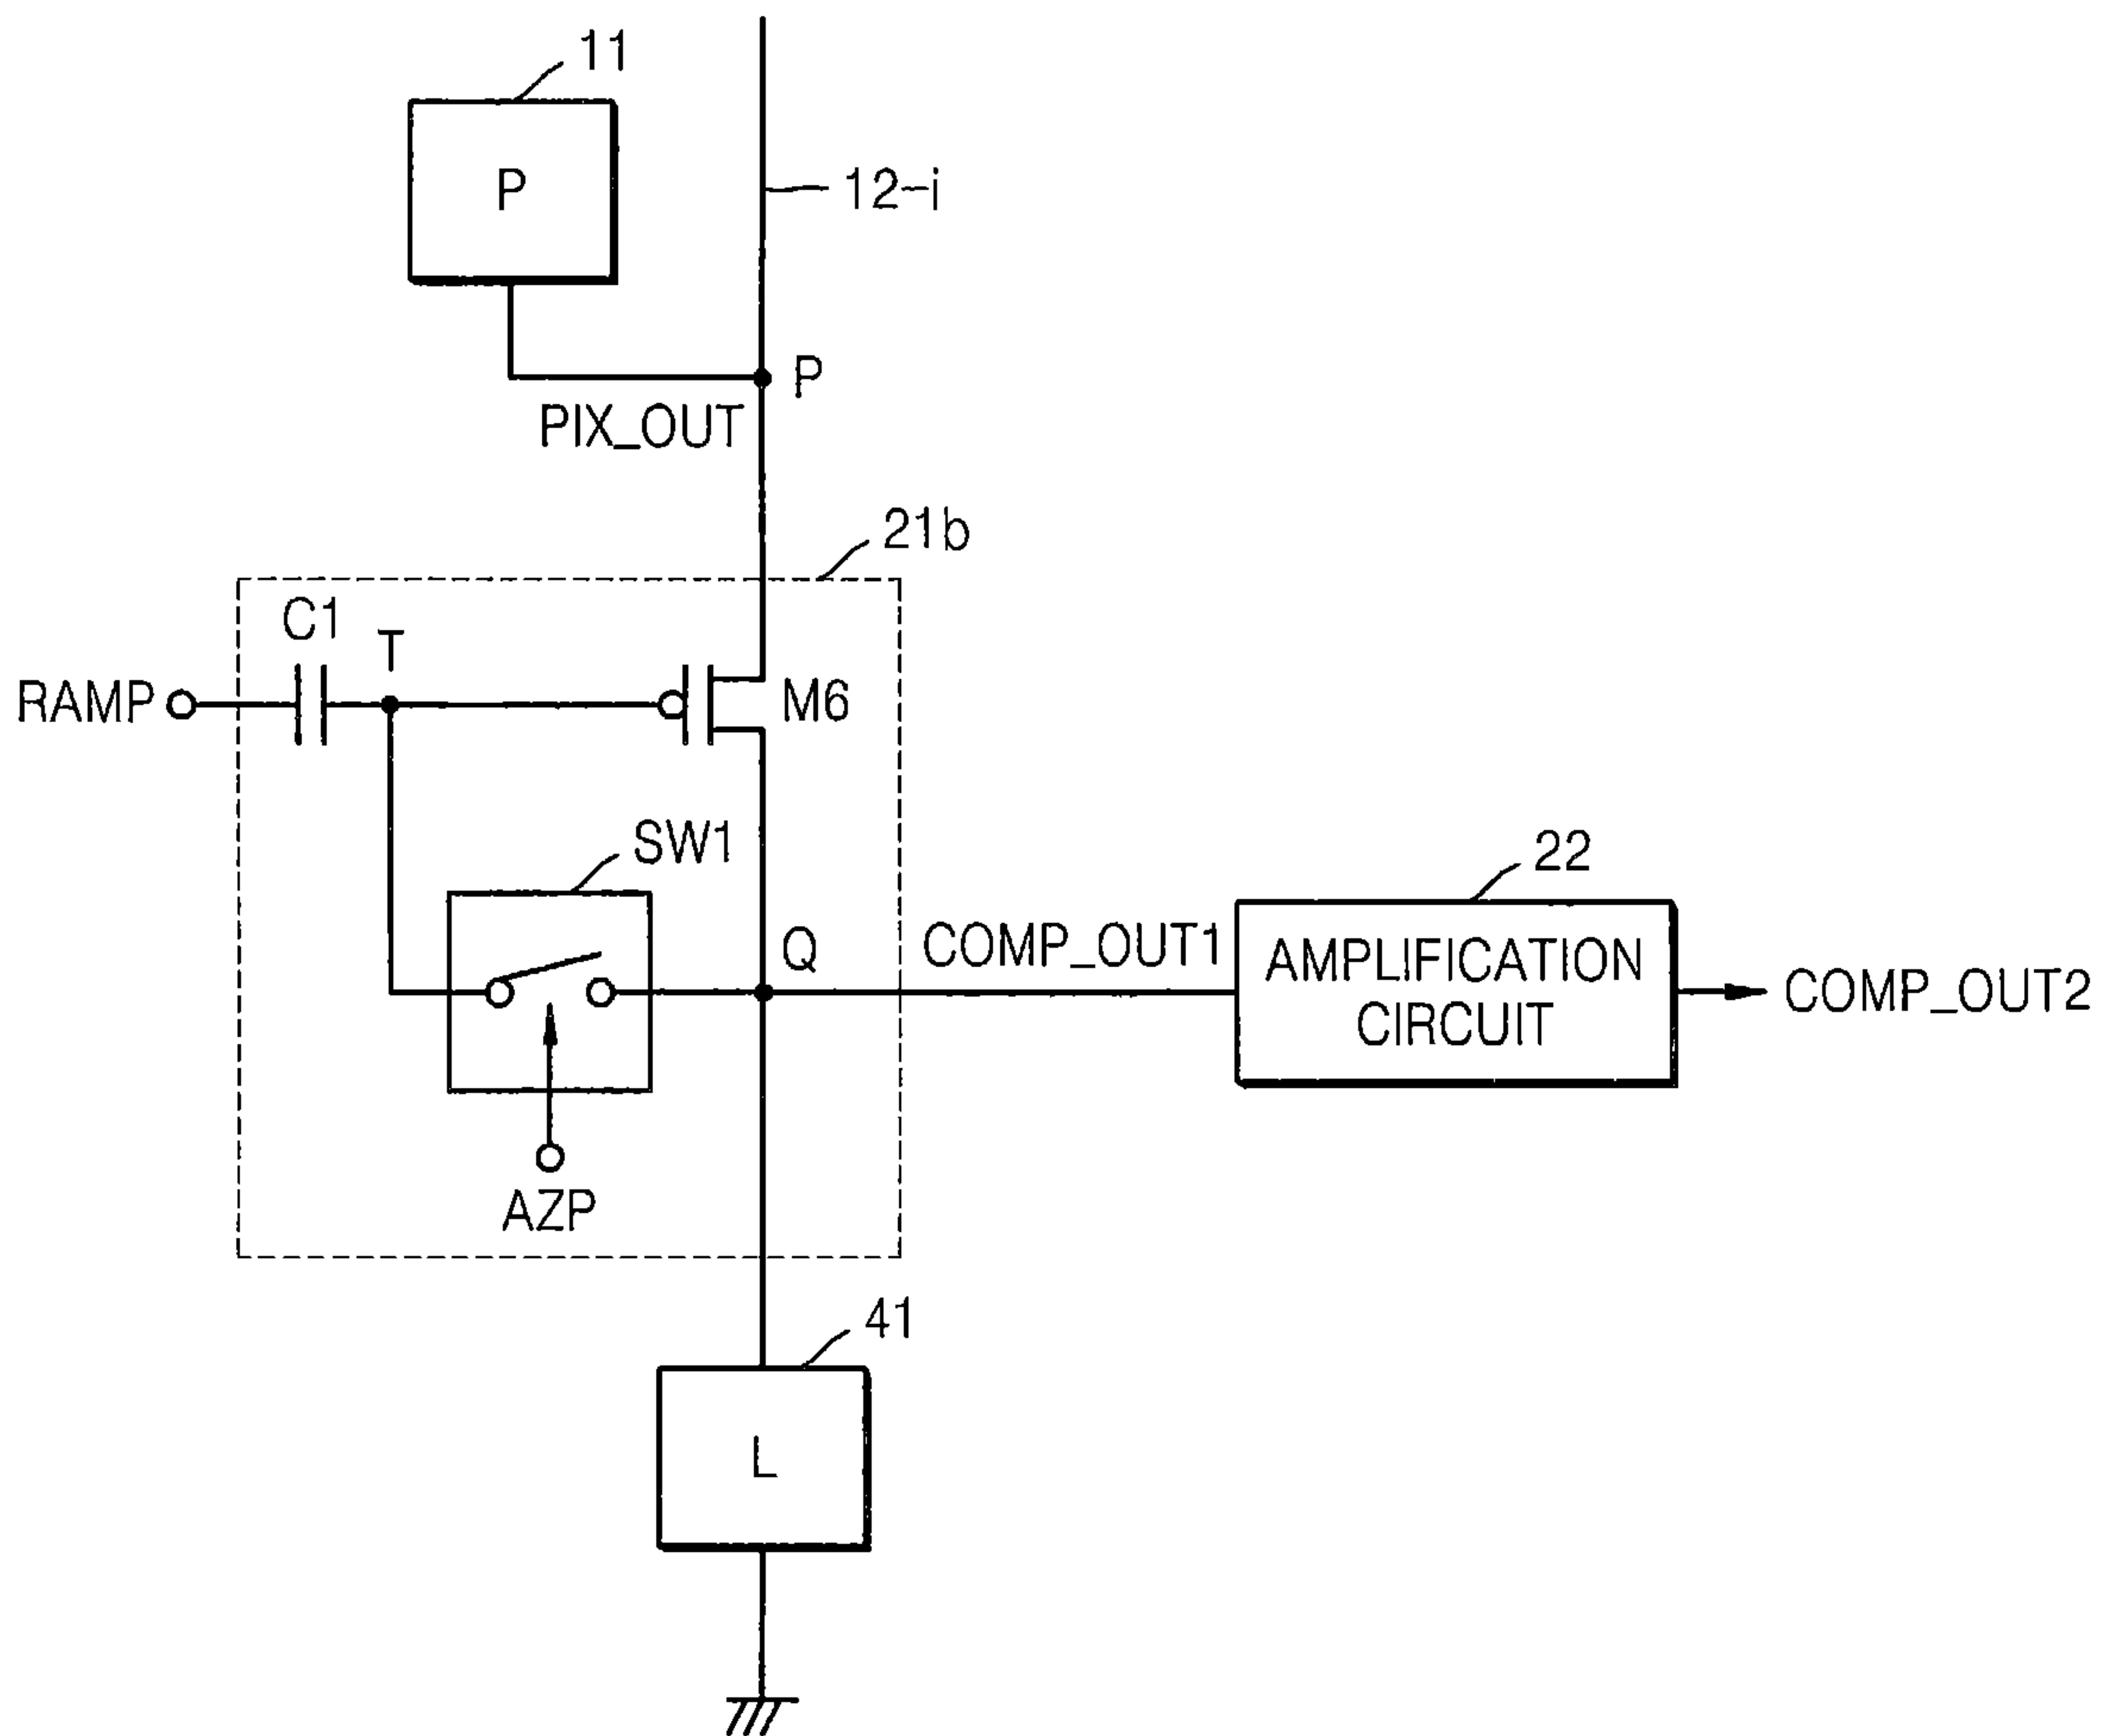 11
P
12-i
P
PIX_OUT
21b
C1
T
RAMP
M6
SW1
22
Q
COMP_OUT1
AMPLIFICATION
CIRCUIT
COMP_OUT2
AZP
41
L